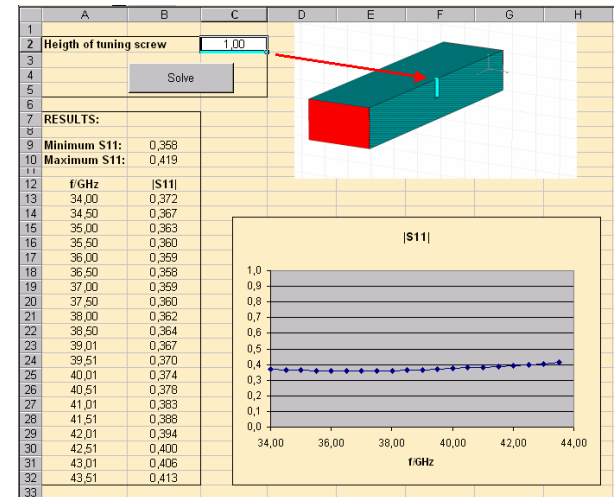 A B C D E F G H
1
2 Heigth of tuning screw 1,00
3
4 Solve
5
6
7 RESULTS:
8
9 Minimum S11: 0,358
10 Maximum S11: 0,419
11
12 f/GHz |S11|
13 34,00 0,372
14 34,50 0,367
15 35,00 0,363
16 35,50 0,360
17 36,00 0,359
18 36,50 0,358
19 37,00 0,359
20 37,50 0,360
21 38,00 0,362
22 38,50 0,364
23 39,01 0,367
24 39,51 0,370
25 40,01 0,374
26 40,51 0,378
27 41,01 0,383
28 41,51 0,388
29 42,01 0,394
30 42,51 0,400
31 43,01 0,406
32 43,51 0,413
33
|S11|
1,0
0,9
0,8
0,7
0,6
0,5
0,4
0,3
0,2
0,1
0,0
34,00 36,00 38,00 40,00 42,00 44,00
f/GHz